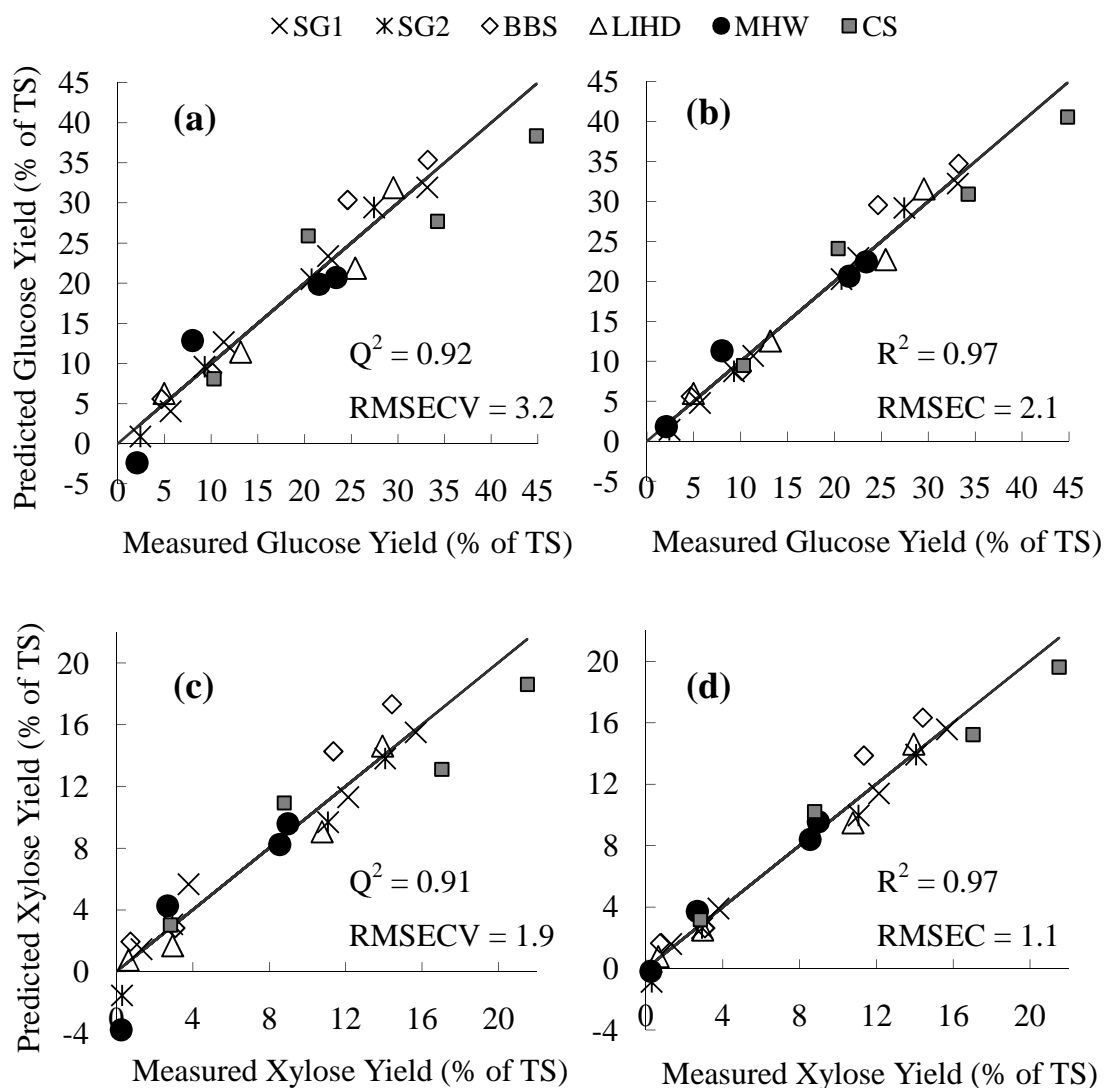 SG1 SG2 BBS LIHD MHW CS
Predicted Glucose Yield (% of TS)
45
40
35
30
25
20
15
10
5
0
-5
(a)
Q² = 0.92
RMSECV = 3.2
0 5 10 15 20 25 30 35 40 45
Measured Glucose Yield (% of TS)
45
40
35
30
25
20
15
10
5
0
-5
(b)
R² = 0.97
RMSEC = 2.1
0 5 10 15 20 25 30 35 40 45
Measured Glucose Yield (% of TS)
Predicted Xylose Yield (% of TS)
20
16
12
8
4
0
-4
(c)
Q² = 0.91
RMSECV = 1.9
0 4 8 12 16 20
Measured Xylose Yield (% of TS)
20
16
12
8
4
0
-4
(d)
R² = 0.97
RMSEC = 1.1
0 4 8 12 16 20
Measured Xylose Yield (% of TS)